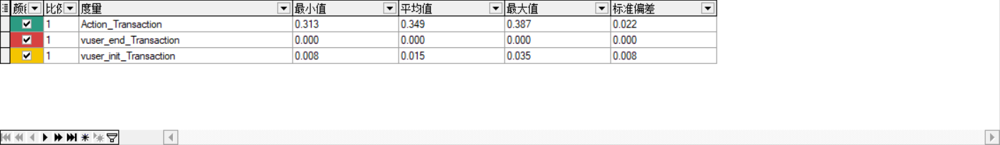 颜 比例 度量 最小值 平均值 最大值 标准偏差
1 Action_Transaction 0.313 0.349 0.387 0.022
1 vuser_end_Transaction 0.000 0.000 0.000 0.000
1 vuser_init_Transaction 0.008 0.015 0.035 0.008